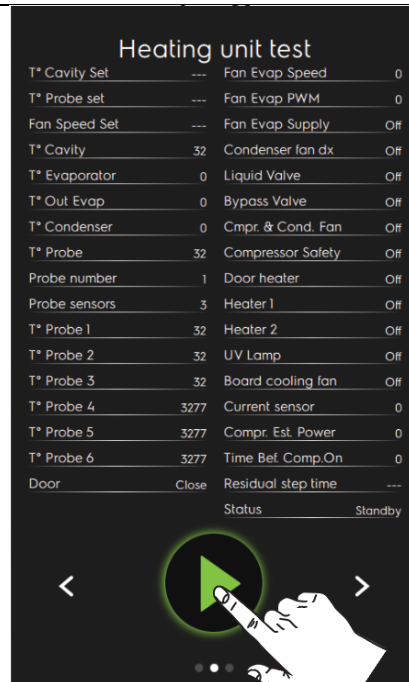 Heating unit test
T° Cavity Set --- Fan Evap Speed 0
T° Probe set --- Fan Evap PWM 0
Fan Speed Set --- Fan Evap Supply Off
T° Cavity 32 Condenser fan dx Off
T° Evaporator 0 Liquid Valve Off
T° Out Evap 0 Bypass Valve Off
T° Condenser 0 Cmpr. & Cond. Fan Off
T° Probe 32 Compressor Safety Off
Probe number 1 Door heater Off
Probe sensors 3 Heater 1 Off
T° Probe 1 32 Heater 2 Off
T° Probe 2 32 UV Lamp Off
T° Probe 3 32 Board cooling fan Off
T° Probe 4 3277 Current sensor 0
T° Probe 5 3277 Compr. Est. Power 0
T° Probe 6 3277 Time Bef. Comp.On 0
Door Close Residual step time ---
Status Standby